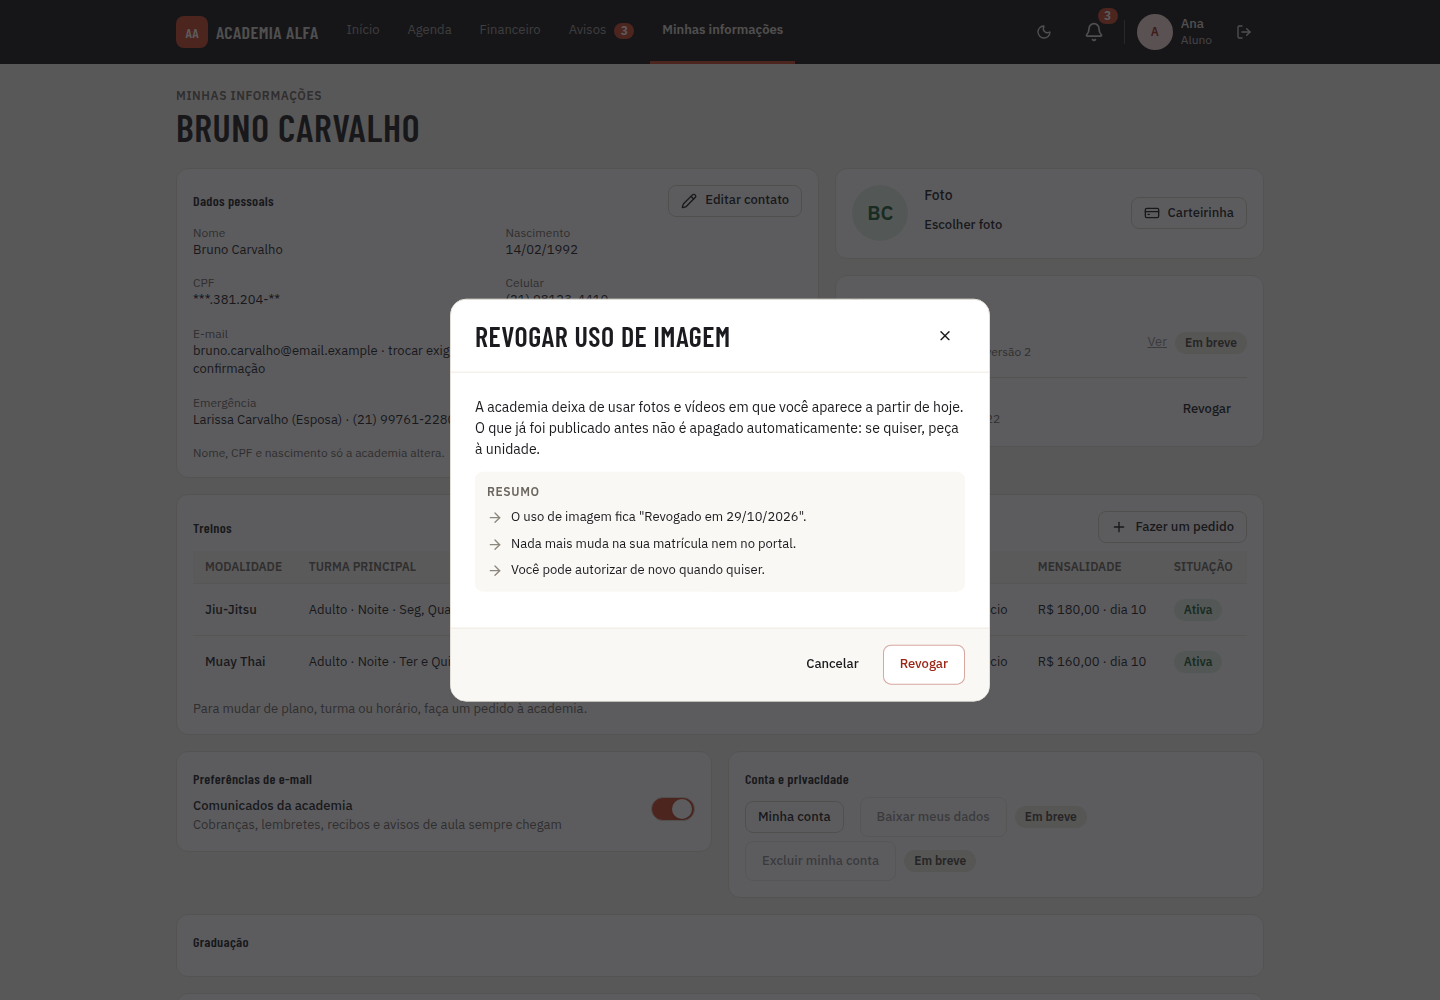 AA ACADEMIA ALFA Início Agenda Financeiro Avisos 3 Minhas informações 3 A Ana
Aluno
MINHAS INFORMAÇÕES
BRUNO CARVALHO
Dados pessoais Editar contato
Nome Nascimento
Bruno Carvalho 14/02/1992
CPF Celular
***.381.204-**
E-mail
bruno.carvalho@email.example · trocar exig
confirmação
Emergência
Larissa Carvalho (Esposa) · (21) 99761-228
Nome, CPF e nascimento só a academia altera.
BC Foto
Escolher foto
Carteirinha
ersão 2 Ver Em breve
Revogar
REVOGAR USO DE IMAGEM
A academia deixa de usar fotos e vídeos em que você aparece a partir de hoje.
O que já foi publicado antes não é apagado automaticamente: se quiser, peça
à unidade.
RESUMO
O uso de imagem fica "Revogado em 29/10/2026".
Nada mais muda na sua matrícula nem no portal.
Você pode autorizar de novo quando quiser.
Cancelar Revogar
Treinos Fazer um pedido
MODALIDADE TURMA PRINCIPAL MENSALIDADE SITUAÇÃO
Jiu-Jitsu Adulto · Noite · Seg, Qua cio R$ 180,00 · dia 10 Ativa
Muay Thai Adulto · Noite · Ter e Qui cio R$ 160,00 · dia 10 Ativa
Para mudar de plano, turma ou horário, faça um pedido à academia.
Preferências de e-mail
Comunicados da academia
Cobranças, lembretes, recibos e avisos de aula sempre chegam
Conta e privacidade
Minha conta Baixar meus dados Em breve
Excluir minha conta Em breve
Graduação